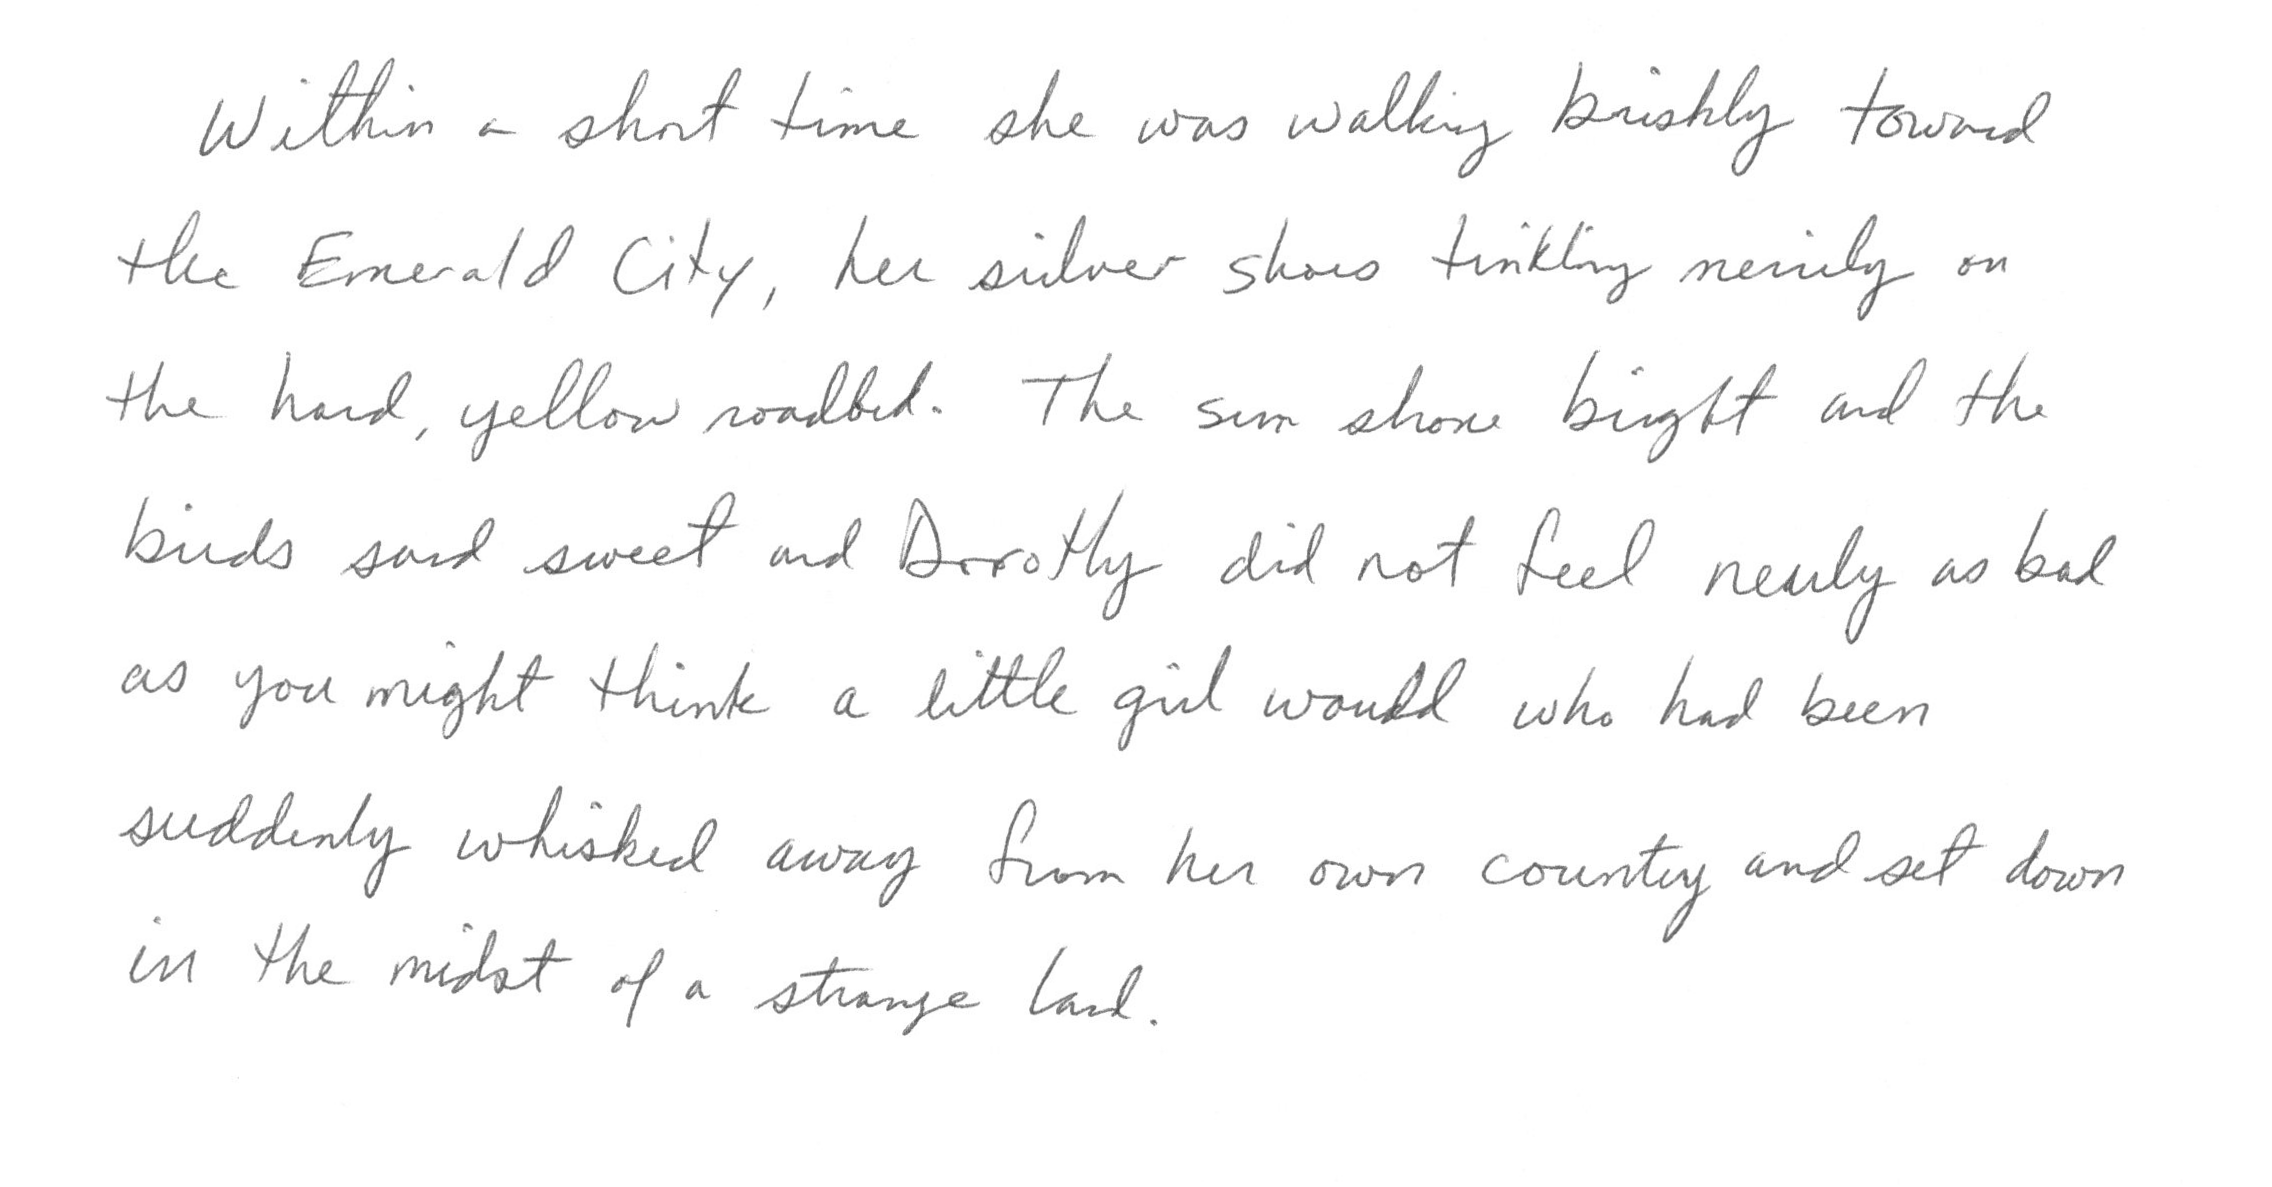 Within a short time she was walking briskly toward
the Emerald City, her silver shoes tinkling merrily on
the hard, yellow roadbed. The sun shone bright and the
birds sand sweet and Dorothy did not feel nearly as bad
as you might think a little girl would who had been
suddenly whisked away from her own country and set down
in the midst of a strange land.